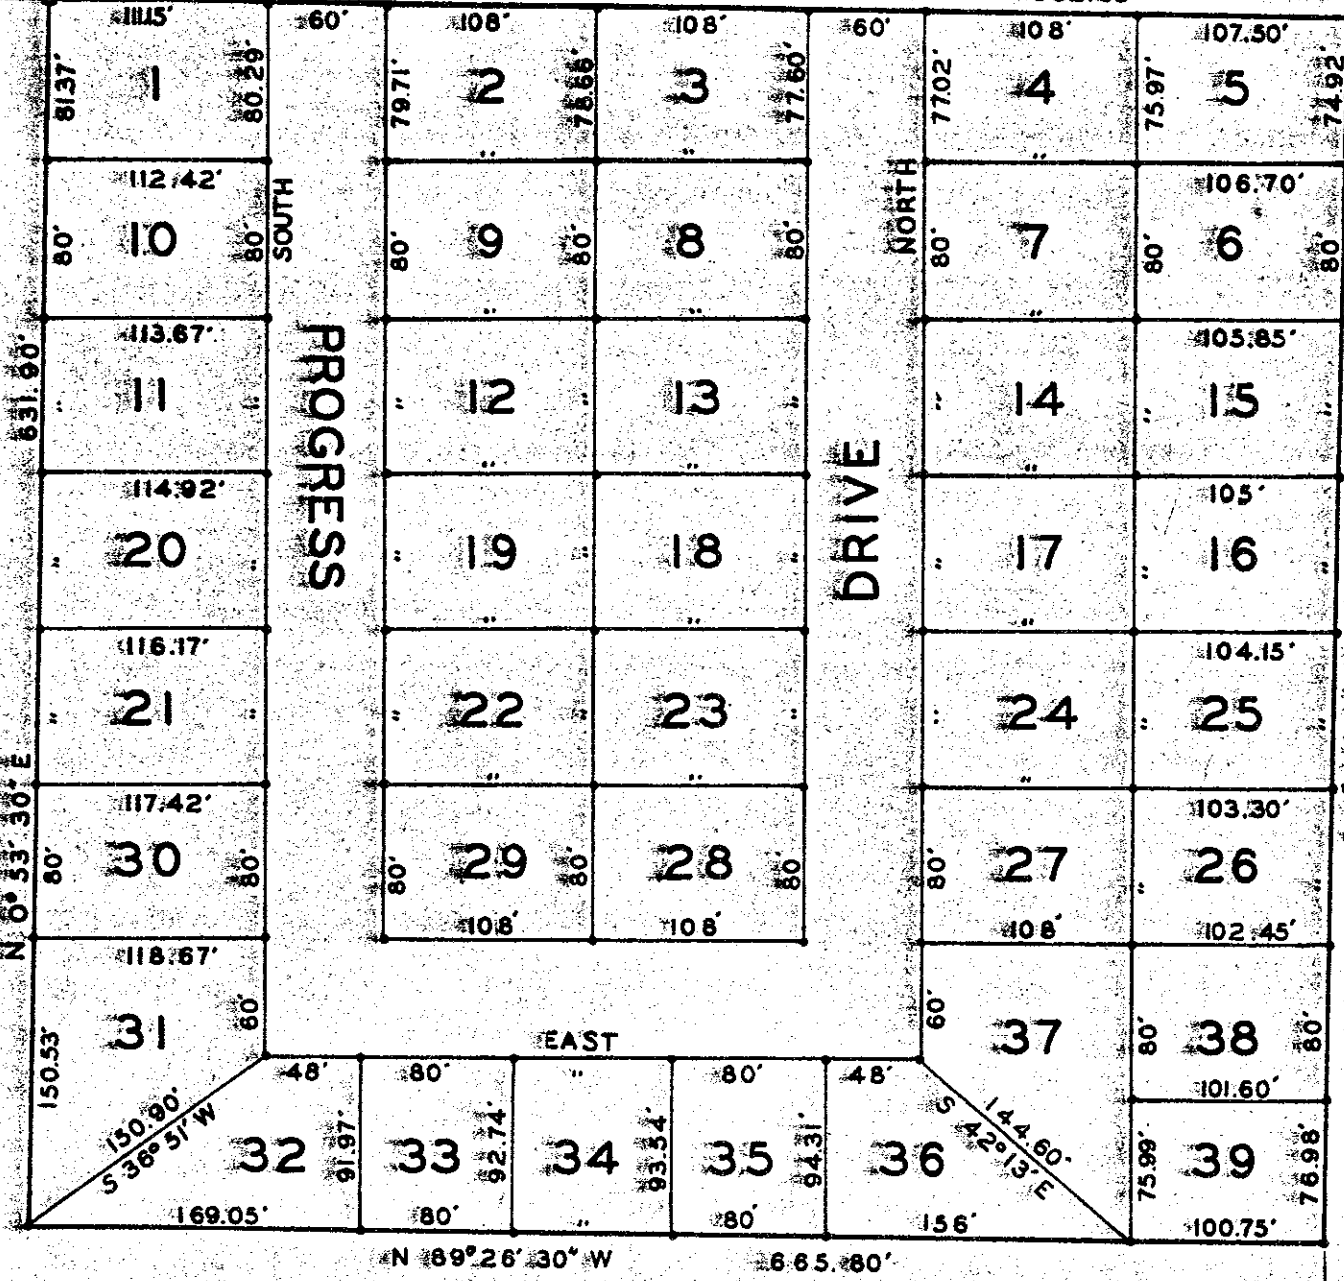 111.15' 60' 108' 108' 60' 108' 107.50'
81.37' 1 80.29' 79.71' 2 78.66' 3 77.60' 77.02' 4 75.97' 5 74.92'
" " "
112.42' 106.70'
80' 10 80' SOUTH 80' 9 80' 8 80' NORTH 80' 7 80' 6 80'
" " "
113.67' 105.85'
631.90' " 11 " PROGRESS " 12 " 13 " DRIVE " 14 " 15 "
" " "
114.92' 105'
" 20 " " 19 " 18 " " 17 " 16 "
" " "
116.17' 104.15'
" 21 " " 22 " 23 " " 24 " 25 "
" " "
N 0° 53' 30" E
117.42' 103.30'
80' 30 80' 80' 29 80' 28 80' 80' 27 " 26 "
108' 108' 108' 102.45'
118.67'
150.53' 31 60' 60' 37 80' 38 80'
EAST
48' 80' " 80' 48' 101.60'
150.90'
S 36° 51' W
32 91.97' 33 92.74' 34 93.54' 35 94.31' 36
144.60'
S 42° 13' E
75.99' 39 76.98'
169.05' 80' " 80' 156' 100.75'
N 89° 26' 30" W 665.80'